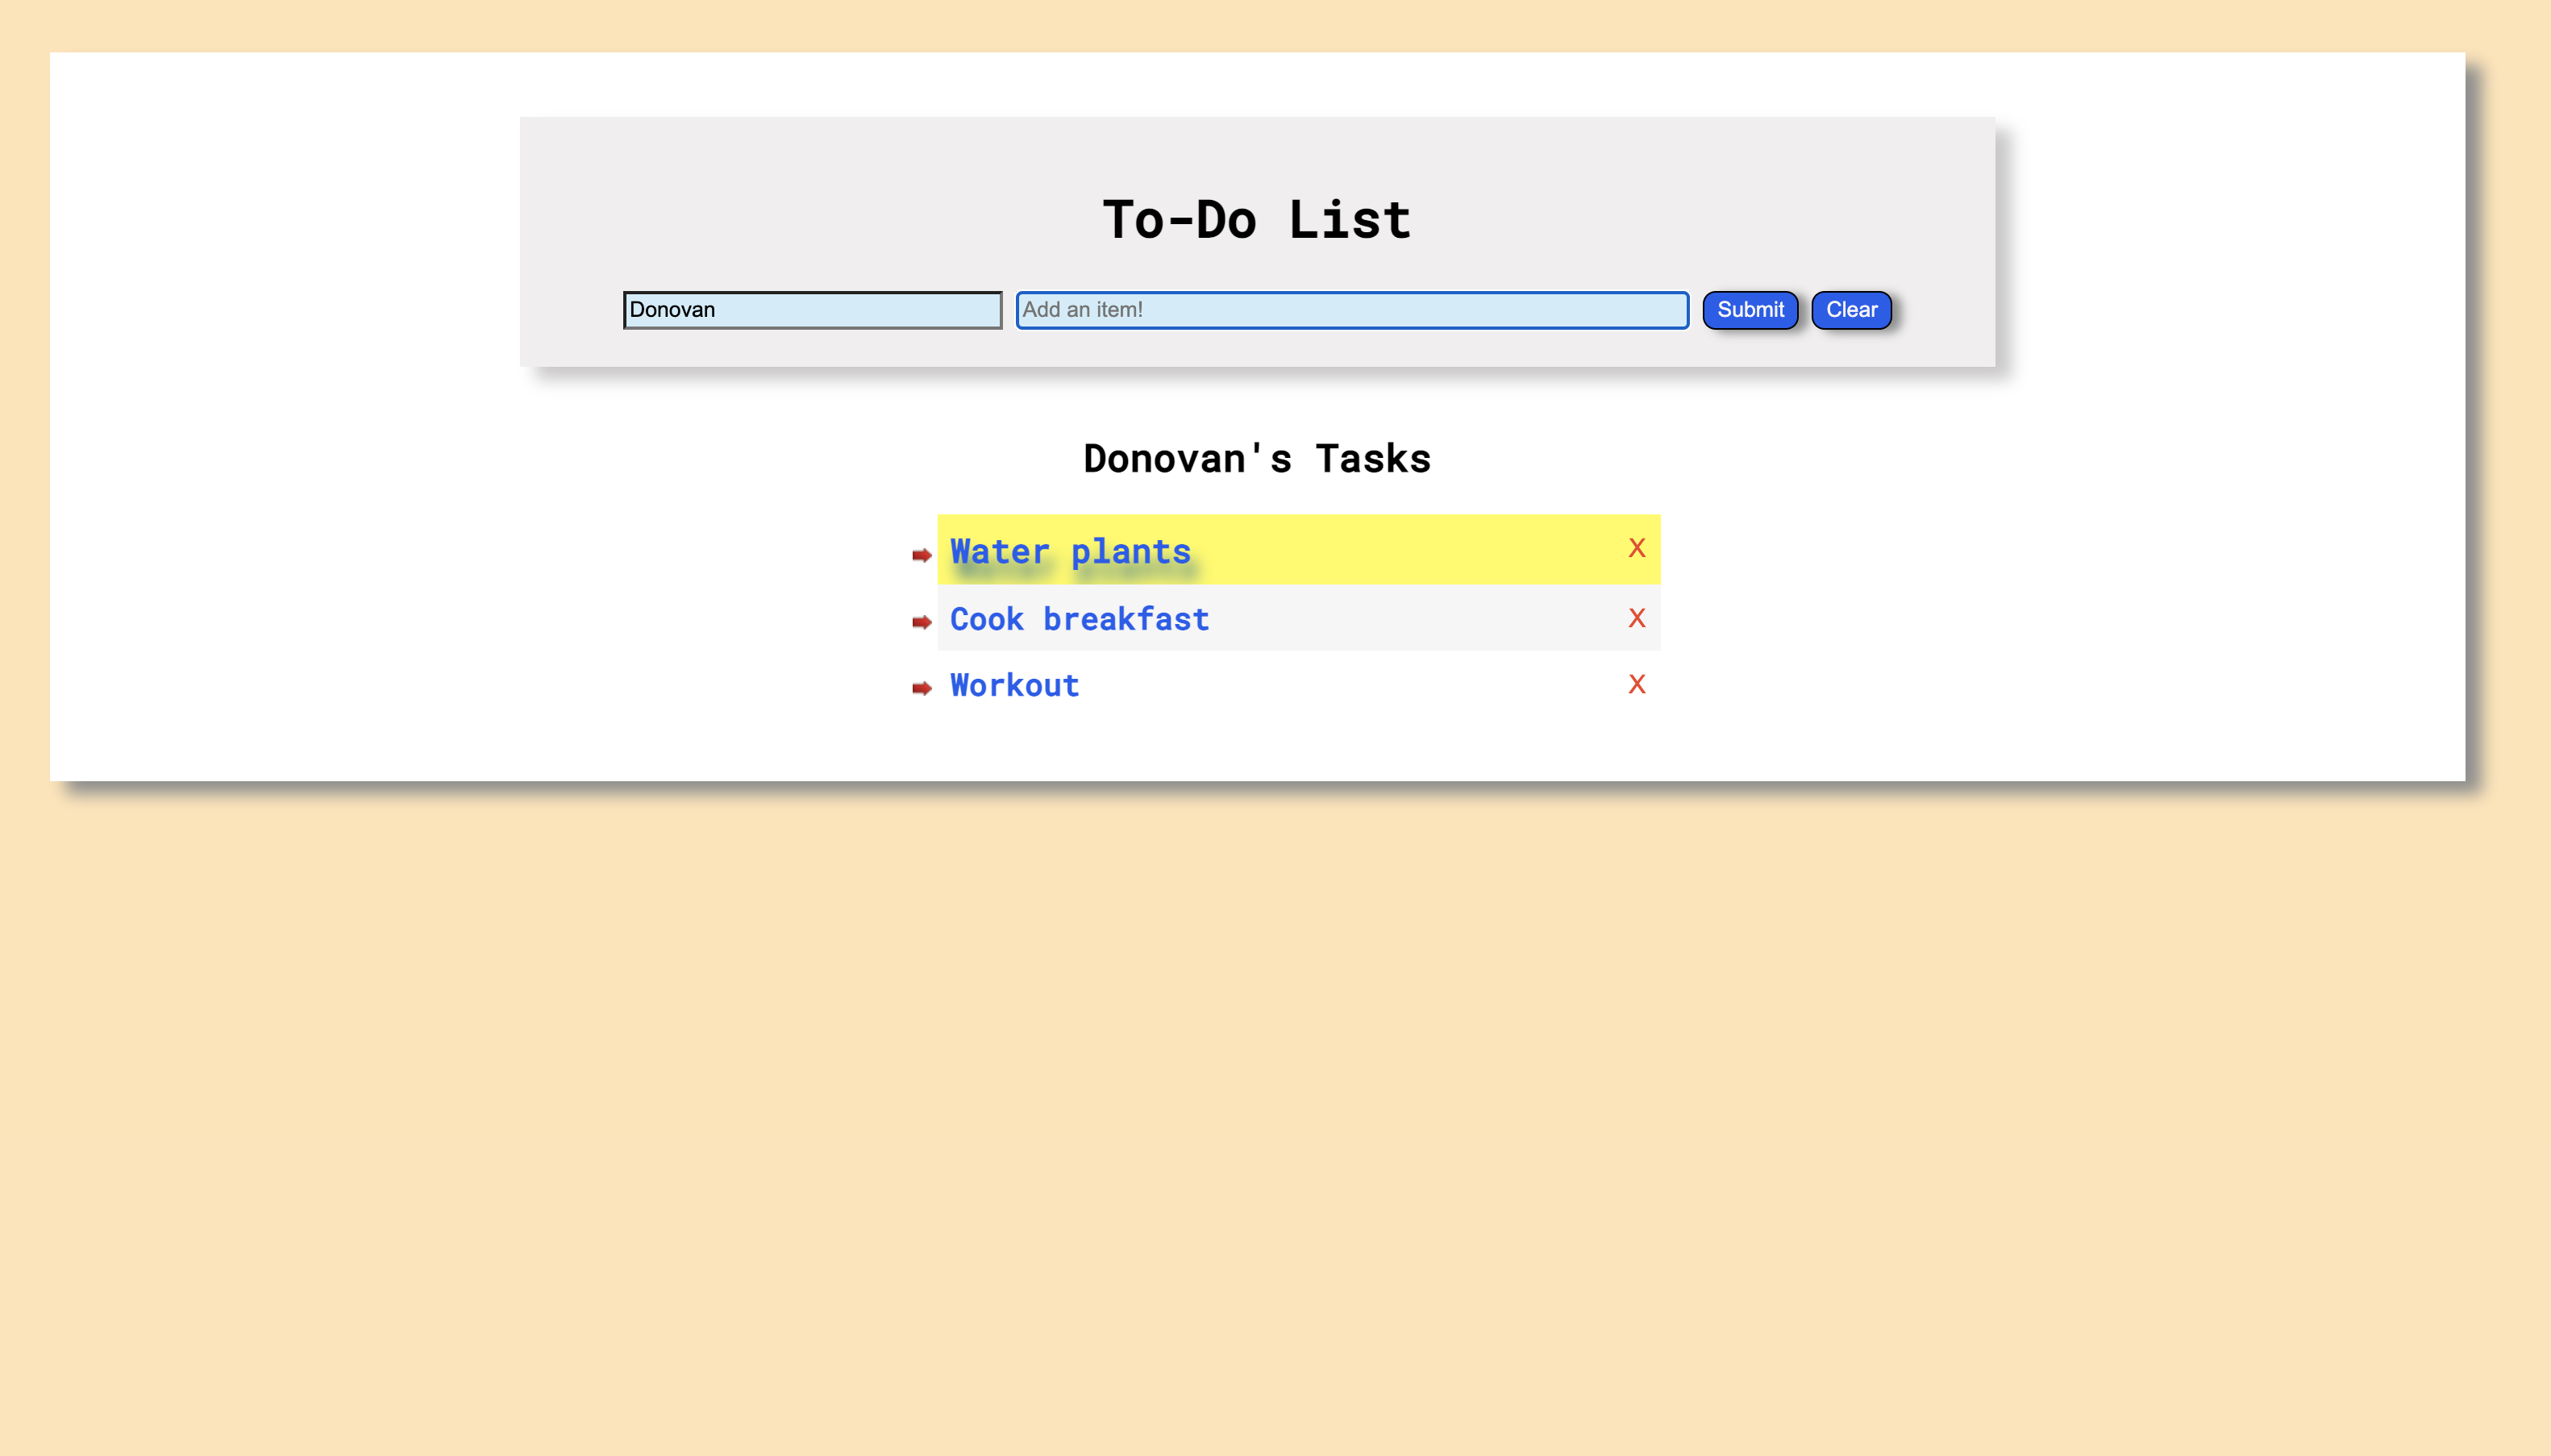 To-Do List
Donovan Add an item! Submit Clear
Donovan's Tasks
Water plants X
Cook breakfast X
Workout X